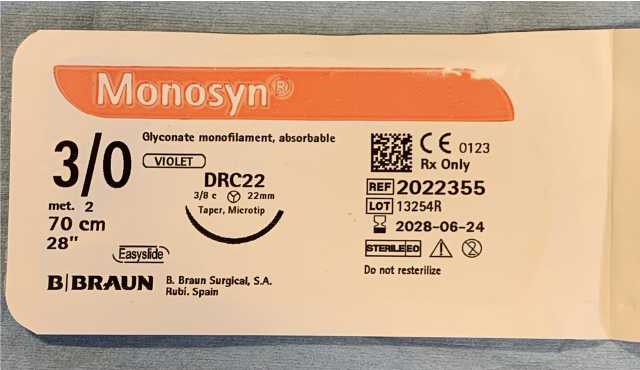 Monosyn®
3/0
met. 2
70 cm
28"
Glyconate monofilament, absorbable
VIOLET
DRC22
3/8 c 22mm
Taper, Microtip
Easyslide
B|BRAUN
B. Braun Surgical, S.A.
Rubi. Spain
CE 0123
Rx Only
REF 2022355
LOT 13254R
2028-06-24
STERILE EO
Do not resterilize